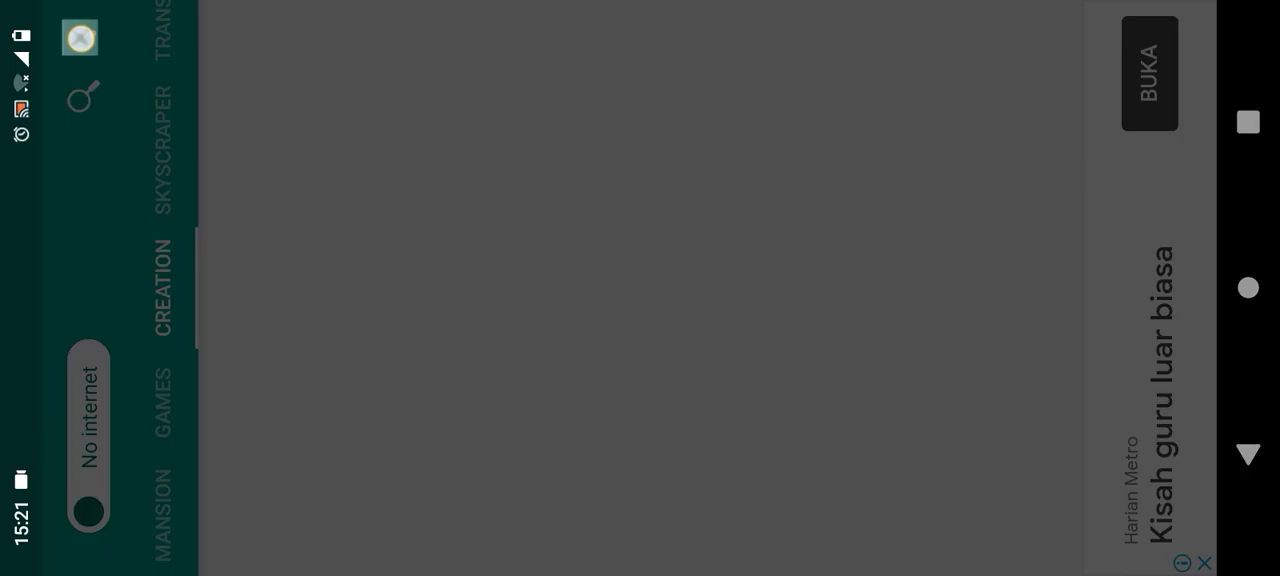 15:21
No internet
MANSION GAMES CREATION SKYSCRAPER TRANS
Harian Metro
Kisah guru luar biasa
BUKA